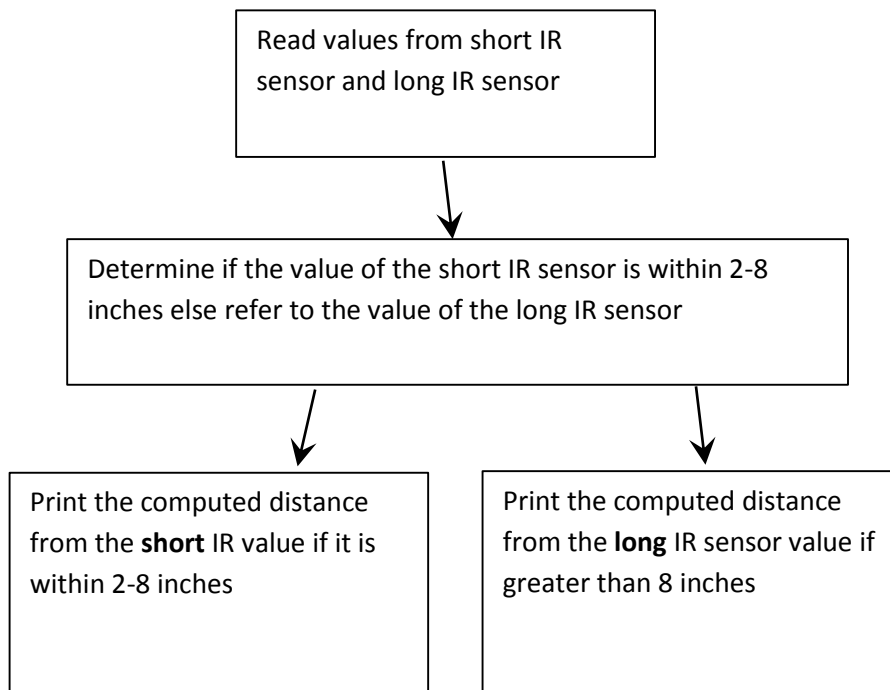 Read values from short IR
sensor and long IR sensor
Determine if the value of the short IR sensor is within 2-8
inches else refer to the value of the long IR sensor
Print the computed distance
from the short IR value if it is
within 2-8 inches
Print the computed distance
from the long IR sensor value if
greater than 8 inches